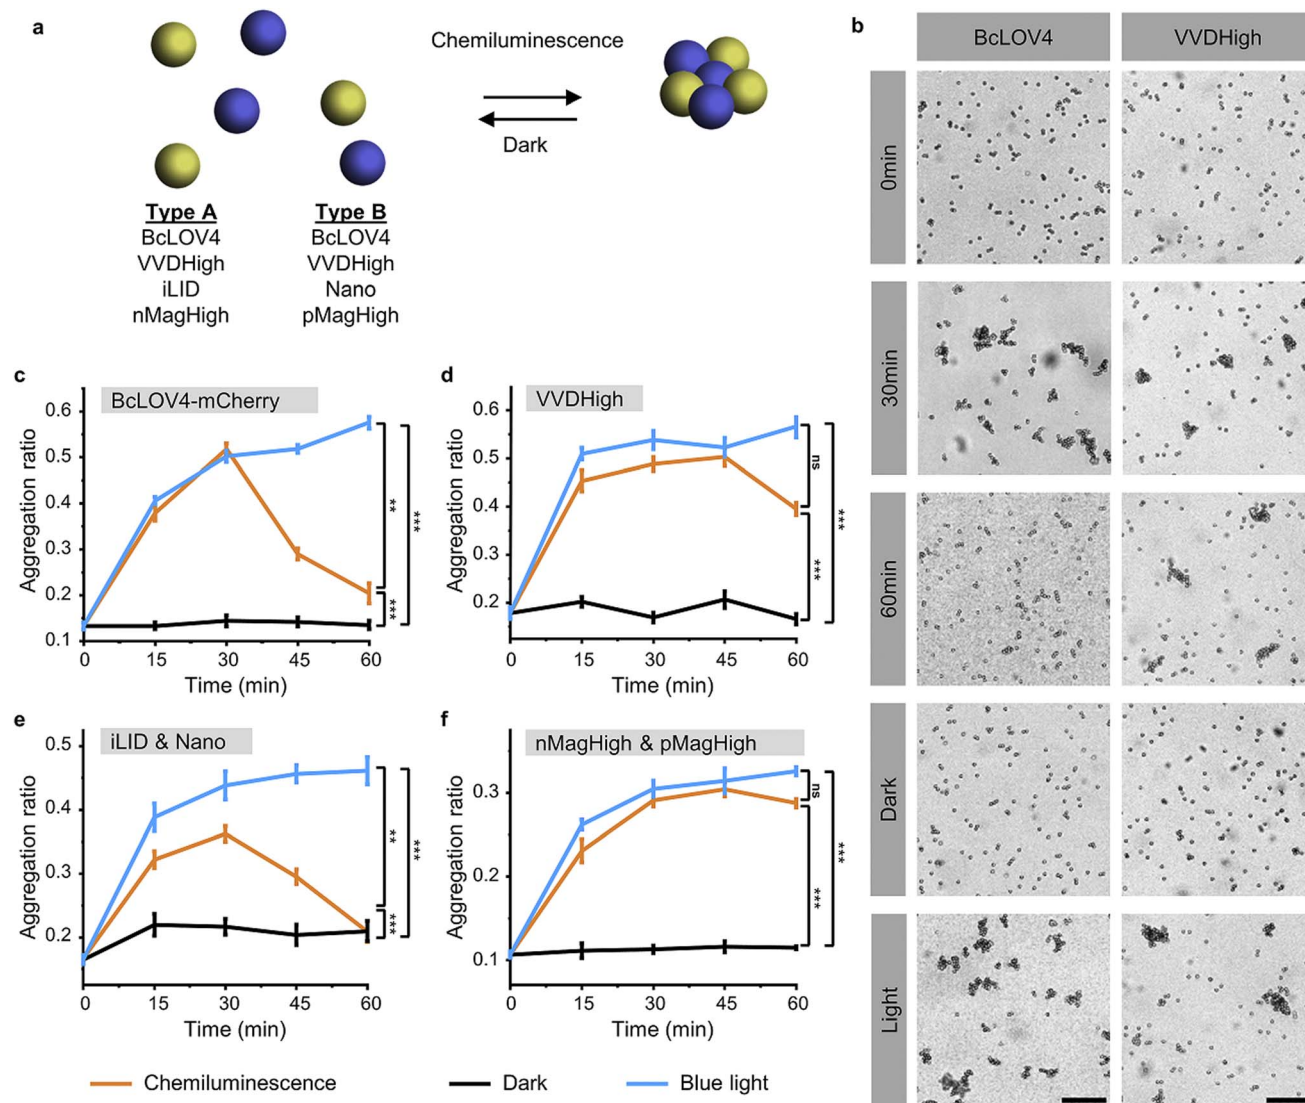 a
Chemiluminescence
Dark
Type A
BcLOV4
VVDHigh
iLID
nMagHigh
Type B
BcLOV4
VVDHigh
Nano
pMagHigh
b
BcLOV4
VVDHigh
0min
30min
60min
Dark
Light
c
BcLOV4-mCherry
Aggregation ratio
0.6
0.5
0.4
0.3
0.2
0.1
0 15 30 45 60
Time (min)
**
***
***
d
VVDHigh
Aggregation ratio
0.6
0.5
0.4
0.3
0.2
0 15 30 45 60
Time (min)
ns
***
***
e
iLID & Nano
Aggregation ratio
0.5
0.4
0.3
0.2
0 15 30 45 60
Time (min)
**
***
***
f
nMagHigh & pMagHigh
Aggregation ratio
0.3
0.2
0.1
0 15 30 45 60
Time (min)
ns
***
***
Chemiluminescence Dark Blue light